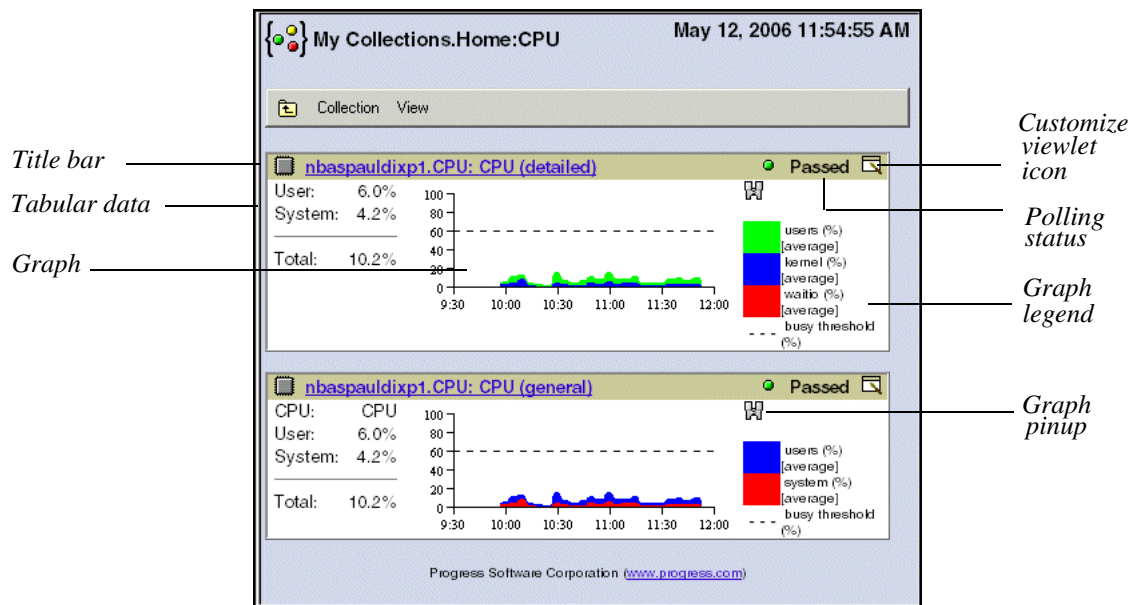 My Collections.Home:CPU
May 12, 2006 11:54:55 AM
Collection View
Title bar
Tabular data
Graph
Customize
viewlet
icon
Polling
status
Graph
legend
Graph
pinup
nbaspauldixp1.CPU: CPU (detailed)
Passed
User: 6.0%
System: 4.2%
Total: 10.2%
100
80
60
40
20
0
9:30 10:00 10:30 11:00 11:30 12:00
users (%)
[average]
kernel (%)
[average]
waitio (%)
[average]
busy threshold
(%)
nbaspauldixp1.CPU: CPU (general)
Passed
CPU: CPU
User: 6.0%
System: 4.2%
Total: 10.2%
100
80
60
40
20
0
9:30 10:00 10:30 11:00 11:30 12:00
users (%)
[average]
system (%)
[average]
busy threshold
(%)
Progress Software Corporation (www.progress.com)